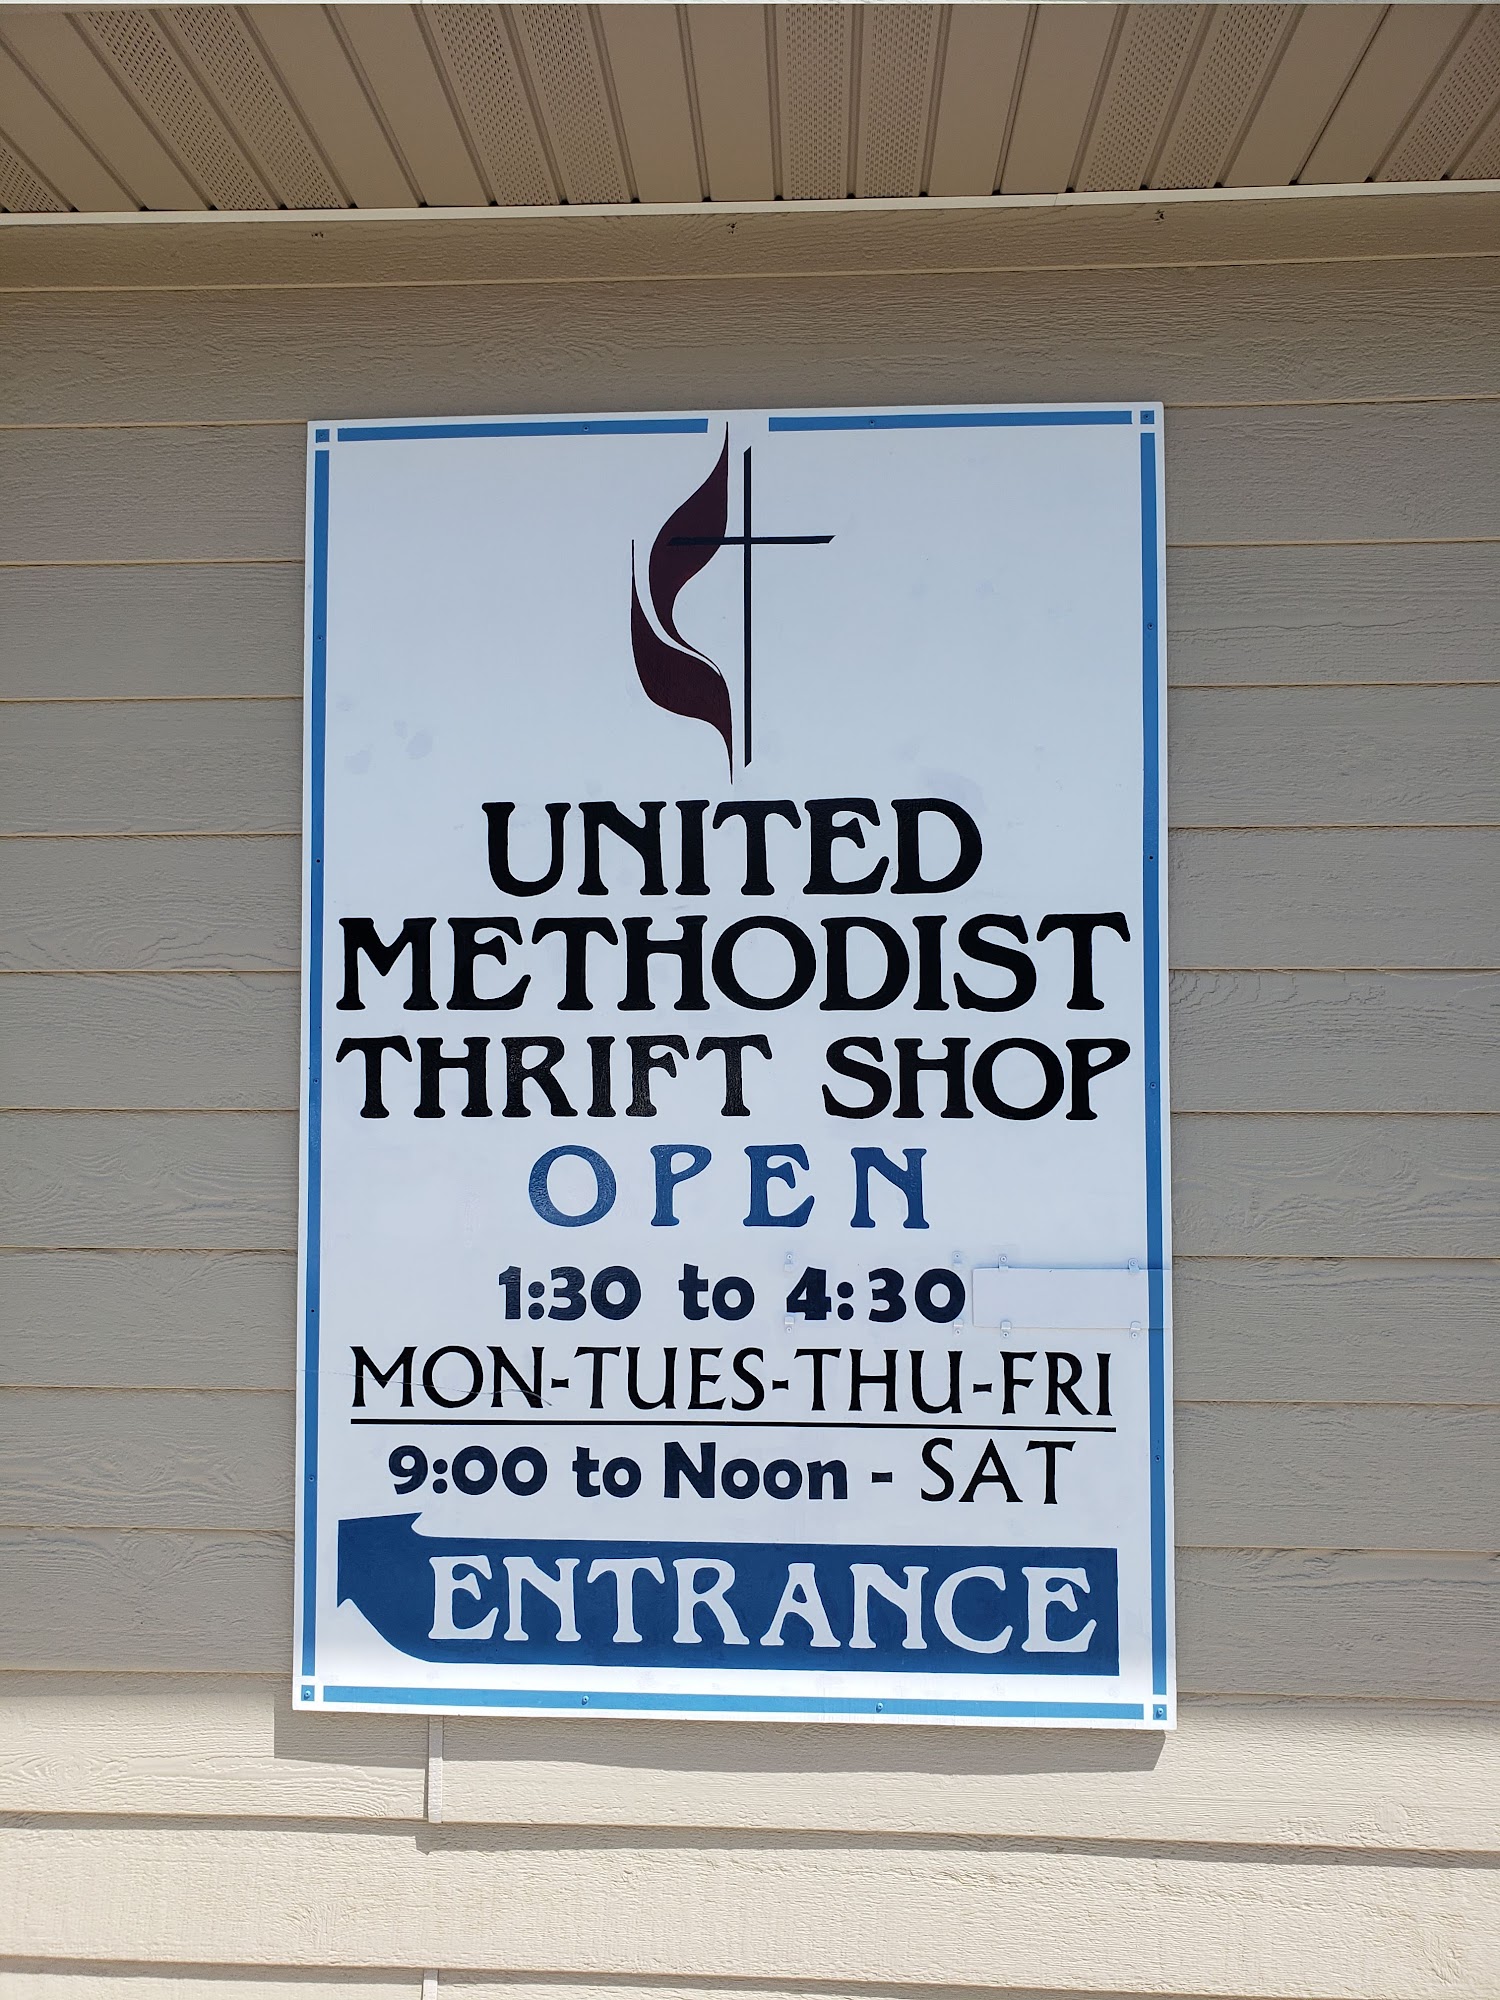 UNITED
METHODIST
THRIFT SHOP
OPEN
1:30 to 4:30
MON-TUES-THU-FRI
9:00 to Noon - SAT
ENTRANCE